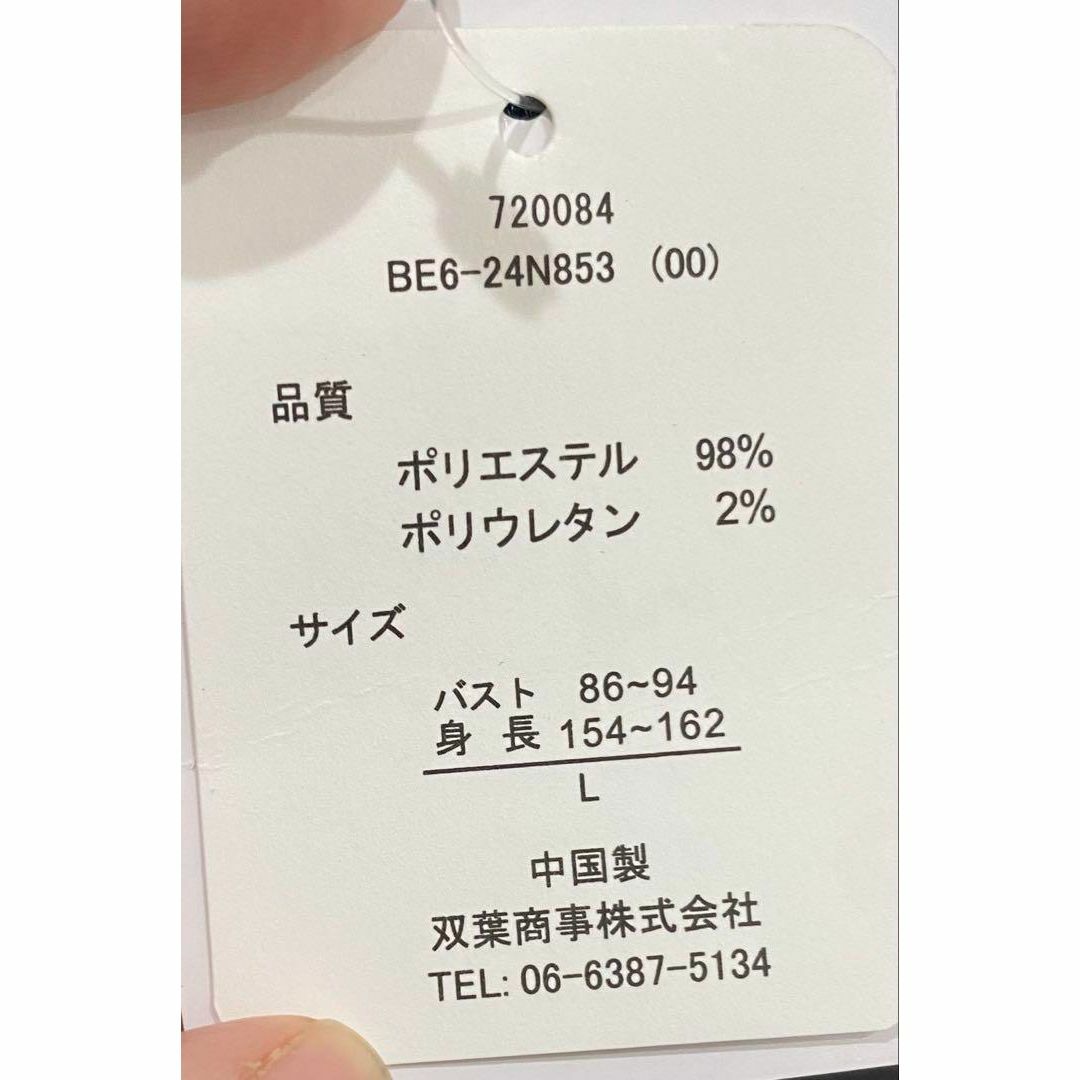 720084
BE6-24N853 (00)
品質
ポリエステル 98%
ポリウレタン 2%
サイズ
バスト 86~94
身 長 154~162
L
中国製
双葉商事株式会社
TEL: 06-6387-5134